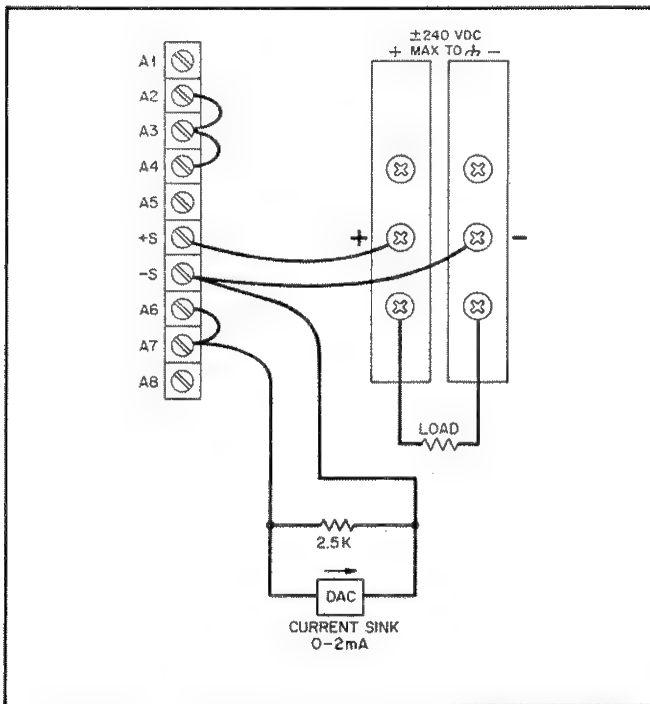 ±240 VDC
+ MAX TO ⏚ −
A1
A2
A3
A4
A5
+S
−S
A6
A7
A8
+
−
LOAD
2.5K
DAC
CURRENT SINK
0-2mA